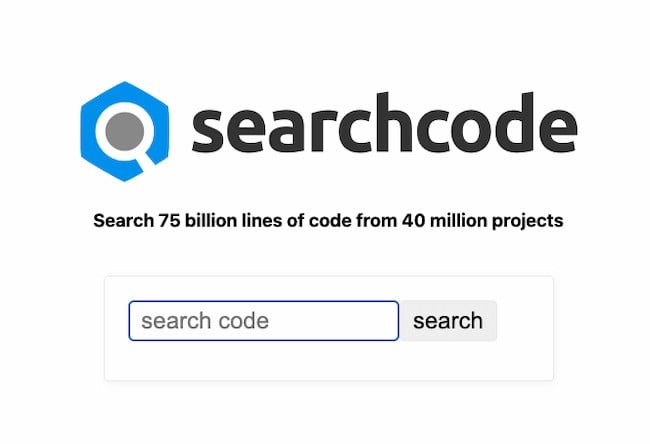 searchcode
Search 75 billion lines of code from 40 million projects
search code search